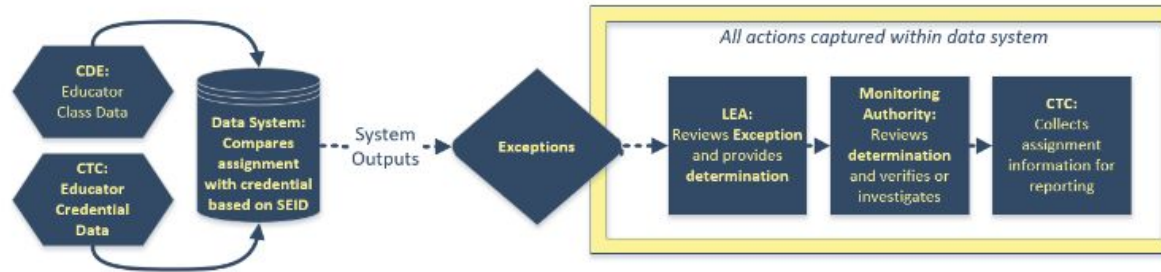 CDE:
Educator
Class Data
CTC:
Educator
Credential
Data
Data System:
Compares
assignment
with credential
based on SEID
System
Outputs
Exceptions
All actions captured within data system
LEA:
Reviews Exception
and provides
determination
Monitoring
Authority:
Reviews
determination
and verifies or
investigates
CTC:
Collects
assignment
information for
reporting